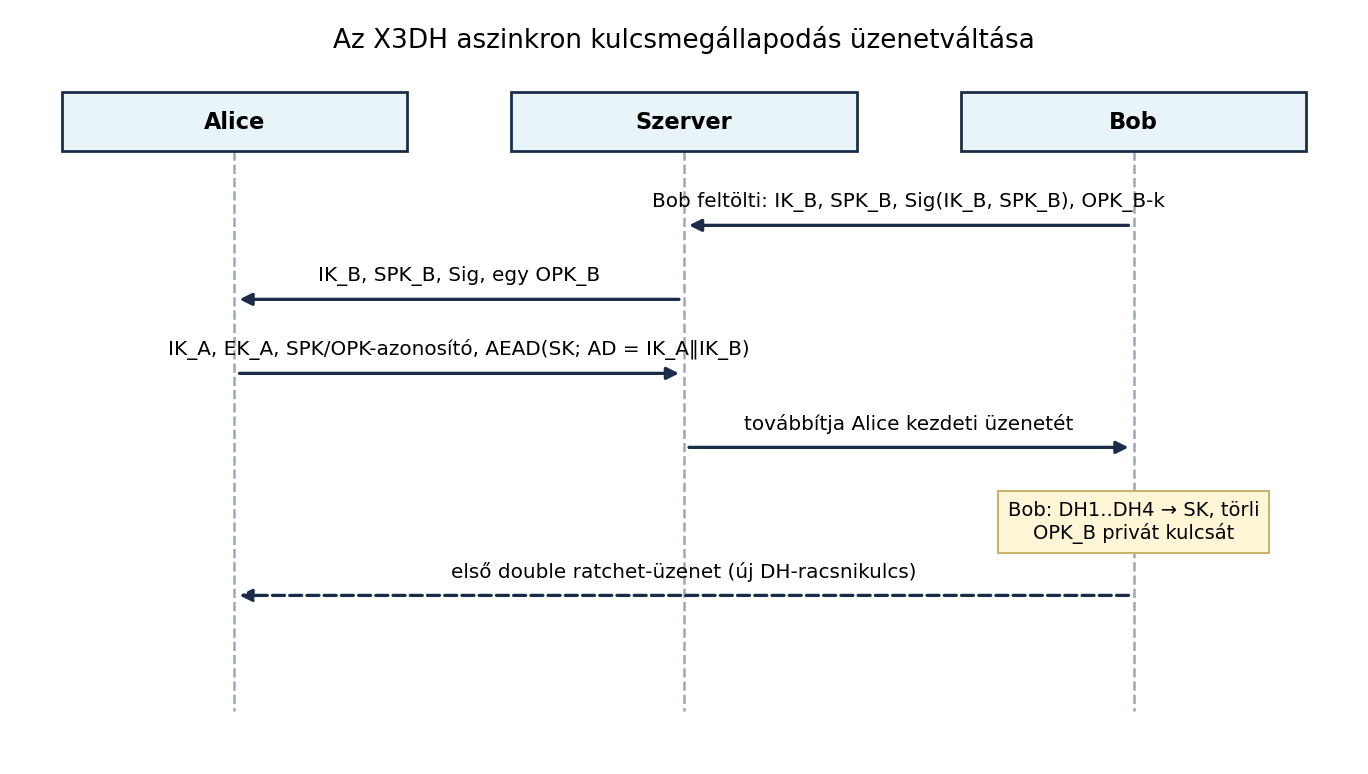 Az X3DH aszinkron kulcsmegállapodás üzenetváltása
Alice
Szerver
Bob
Bob feltölti: IK_B, SPK_B, Sig(IK_B, SPK_B), OPK_B-k
IK_B, SPK_B, Sig, egy OPK_B
IK_A, EK_A, SPK/OPK-azonosító, AEAD(SK; AD = IK_A∥IK_B)
továbbítja Alice kezdeti üzenetét
Bob: DH1..DH4 → SK, törli
OPK_B privát kulcsát
első double ratchet-üzenet (új DH-racsnikulcs)